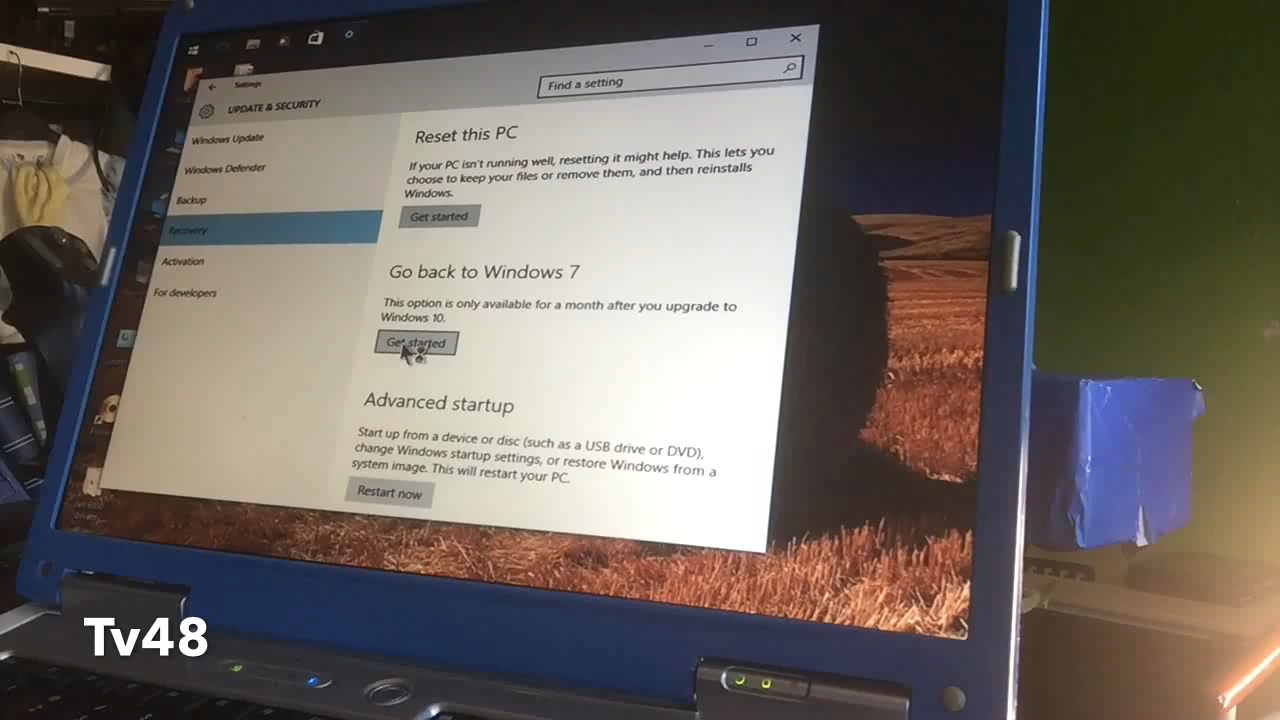 Settings
UPDATE & SECURITY
Find a setting
Windows Update
Windows Defender
Backup
Recovery
Activation
For developers
Reset this PC
If your PC isn't running well, resetting it might help. This lets you
choose to keep your files or remove them, and then reinstalls
Windows.
Get started
Go back to Windows 7
This option is only available for a month after you upgrade to
Windows 10.
Get started
Advanced startup
Start up from a device or disc (such as a USB drive or DVD),
change Windows startup settings, or restore Windows from a
system image. This will restart your PC.
Restart now
Tv48